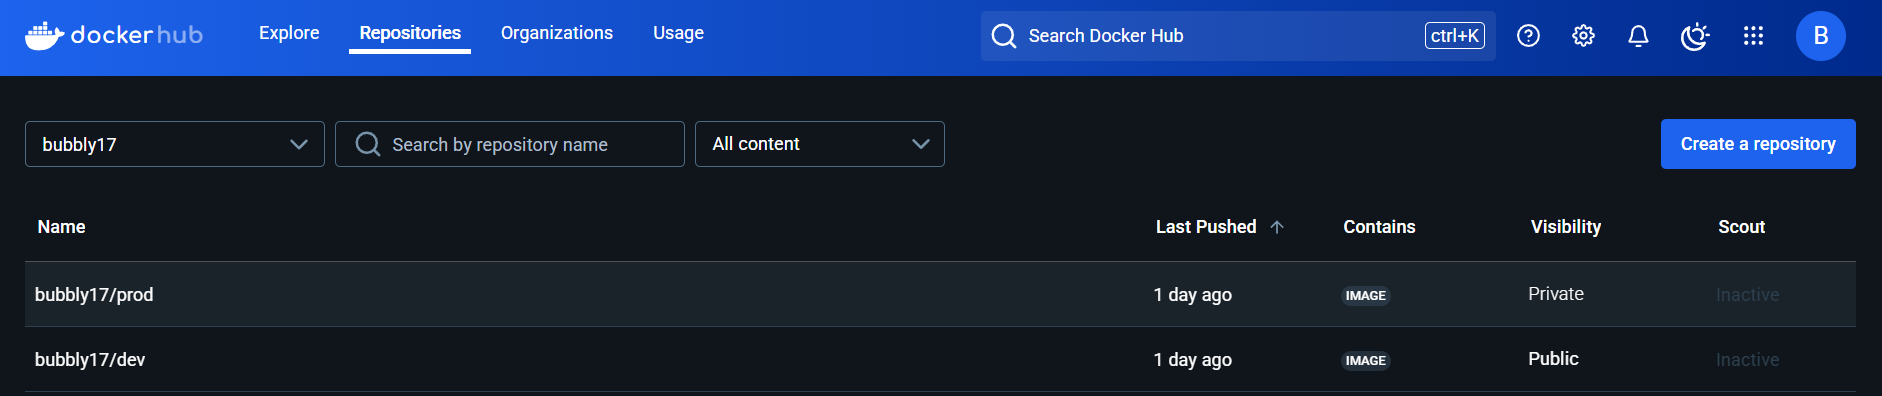 dockerhub Explore Repositories Organizations Usage Search Docker Hub ctrl+K B
bubbly17 Search by repository name All content Create a repository
Name Last Pushed Contains Visibility Scout
bubbly17/prod 1 day ago IMAGE Private Inactive
bubbly17/dev 1 day ago IMAGE Public Inactive